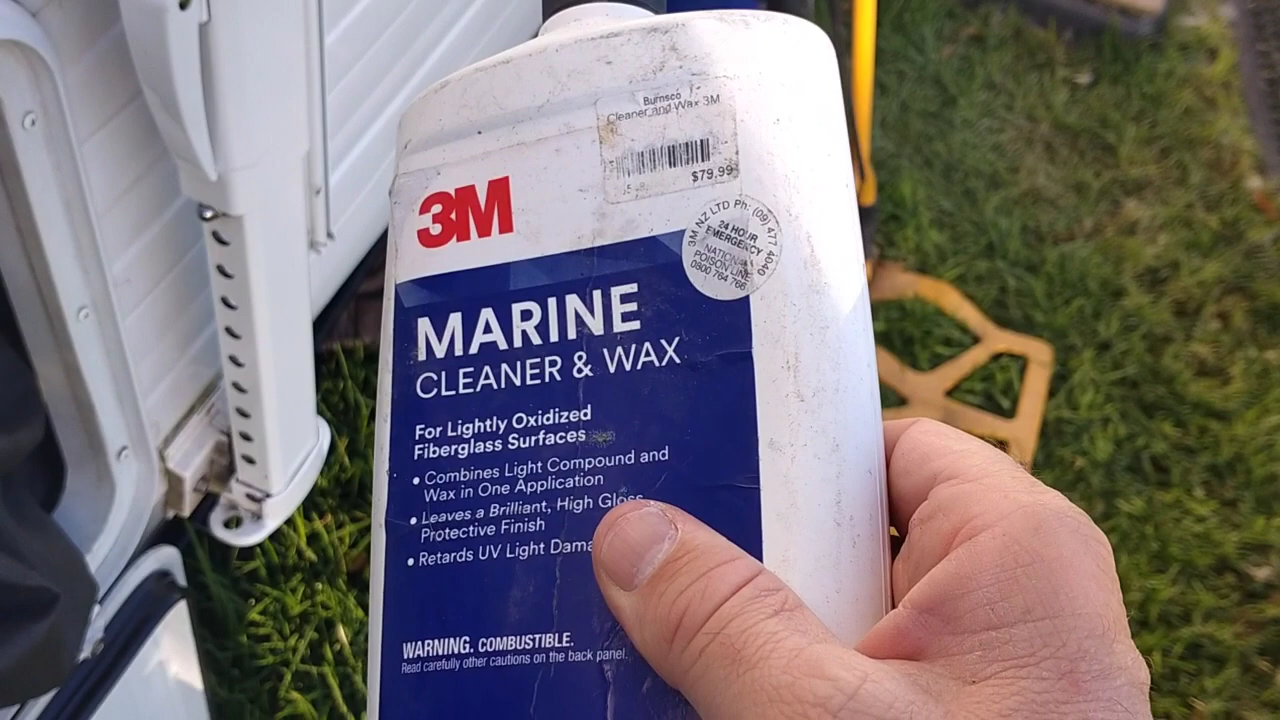 Burnsco
Cleaner and Wax 3M
$79.99
3M
3M NZ LTD Ph: (09) 477 4040
24 HOUR
EMERGENCY
NATIONAL
POISON LINE
0800 764 766
MARINE
CLEANER & WAX
For Lightly Oxidized
Fiberglass Surfaces
• Combines Light Compound and
Wax in One Application
• Leaves a Brilliant, High Gloss
Protective Finish
• Retards UV Light Dama
WARNING. COMBUSTIBLE.
Read carefully other cautions on the back panel.